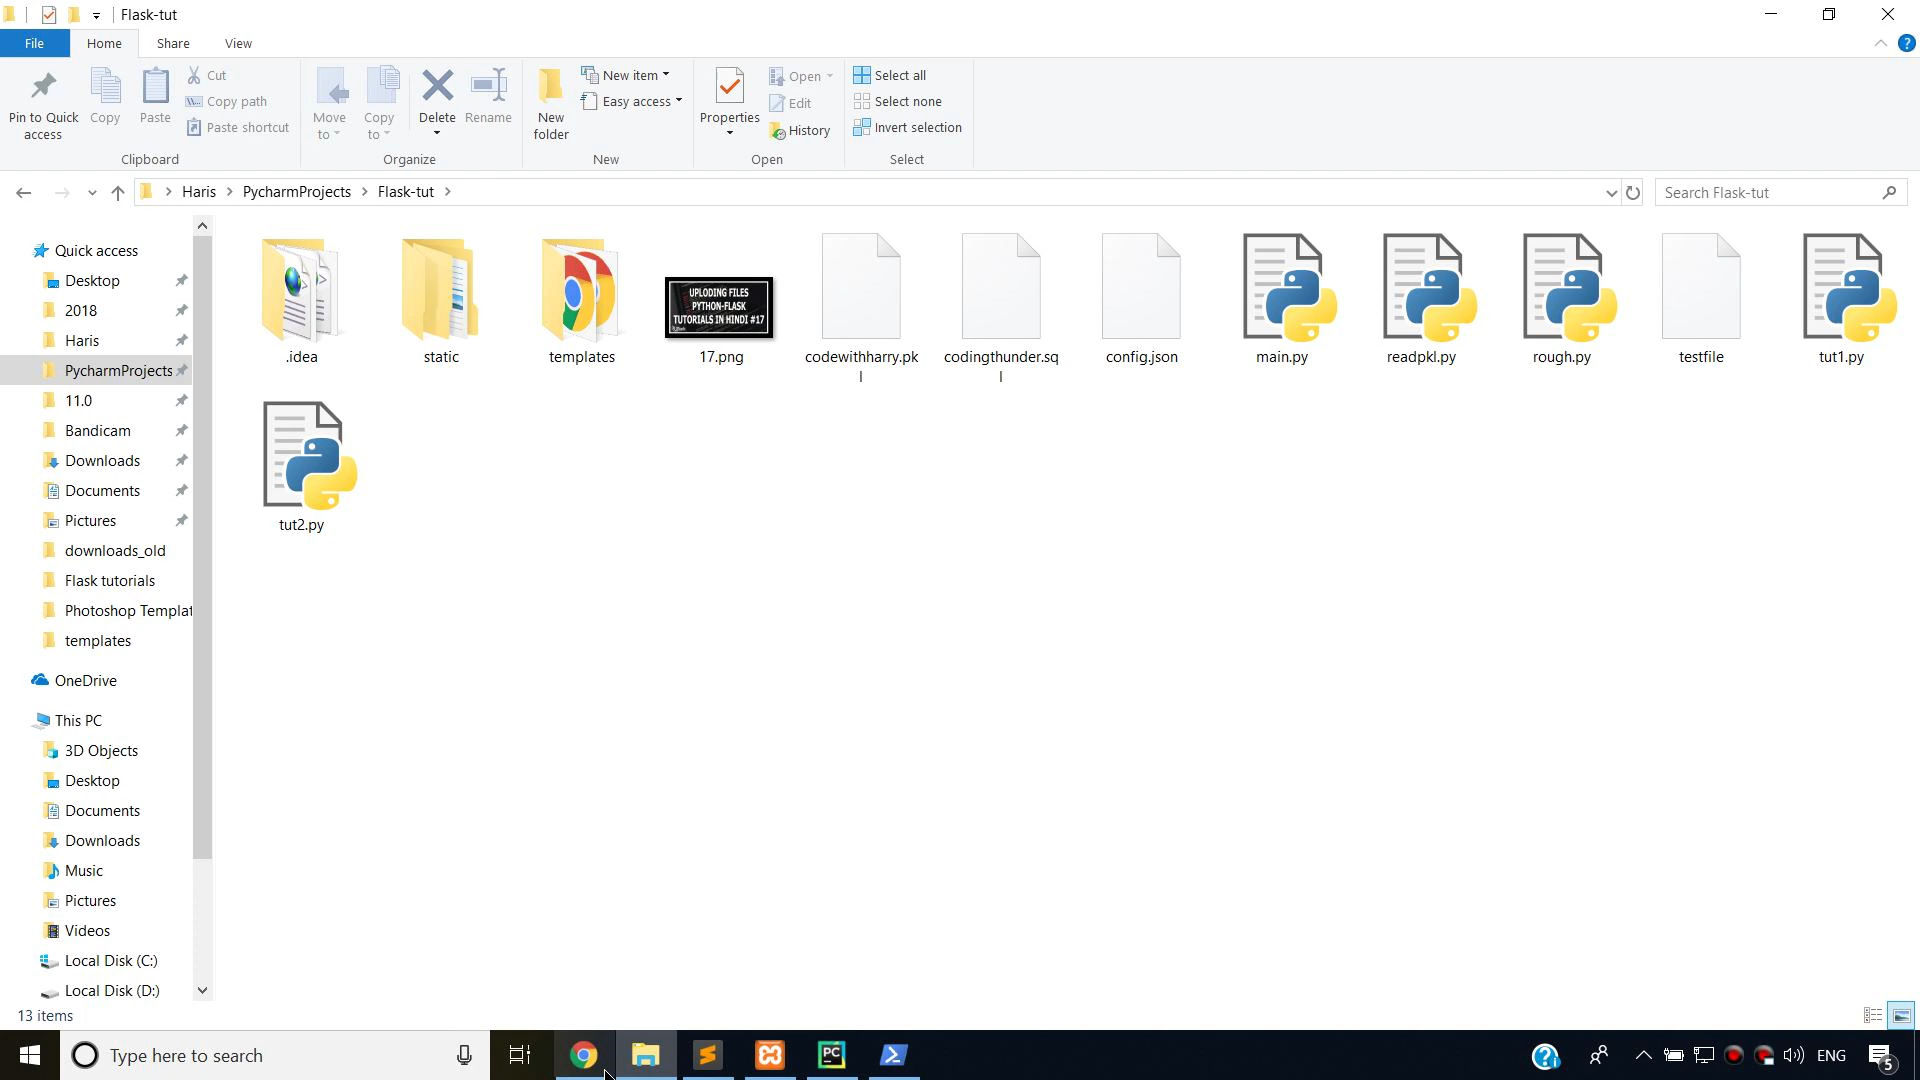 Flask-tut
File
Home
Share
View
Pin to Quick
access
Copy
Paste
Cut
Copy path
Paste shortcut
Clipboard
Move
to
Copy
to
Delete
Rename
Organize
New
folder
New item
Easy access
New
Properties
Open
Edit
History
Open
Select all
Select none
Invert selection
Select
Haris
PycharmProjects
Flask-tut
Search Flask-tut
Quick access
Desktop
2018
Haris
PycharmProjects
11.0
Bandicam
Downloads
Documents
Pictures
downloads_old
Flask tutorials
Photoshop Templat
templates
OneDrive
This PC
3D Objects
Desktop
Documents
Downloads
Music
Pictures
Videos
Local Disk (C:)
Local Disk (D:)
.idea
static
templates
UPLODING FILES
PYTHON-FLASK
TUTORIALS IN HINDI #17
17.png
codewithharry.pk
l
codingthunder.sq
l
config.json
main.py
readpkl.py
rough.py
testfile
tut1.py
tut2.py
13 items
Type here to search
PC
ENG
5